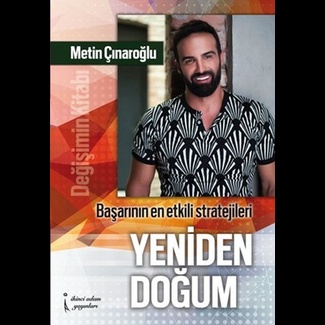 Metin Çınaroğlu
Değişimin Kitabı
Başarının en etkili stratejileri
YENİDEN
DOĞUM
ikinci adam
yayınları